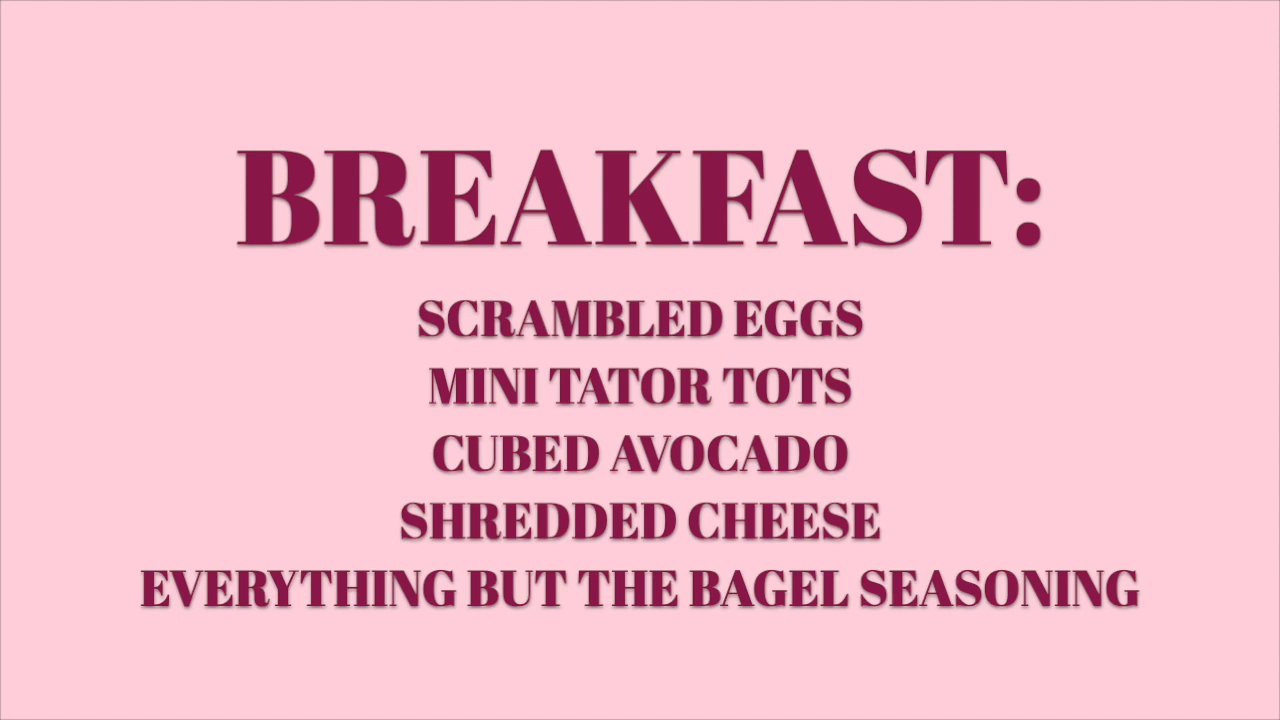 BREAKFAST:
SCRAMBLED EGGS
MINI TATOR TOTS
CUBED AVOCADO
SHREDDED CHEESE
EVERYTHING BUT THE BAGEL SEASONING